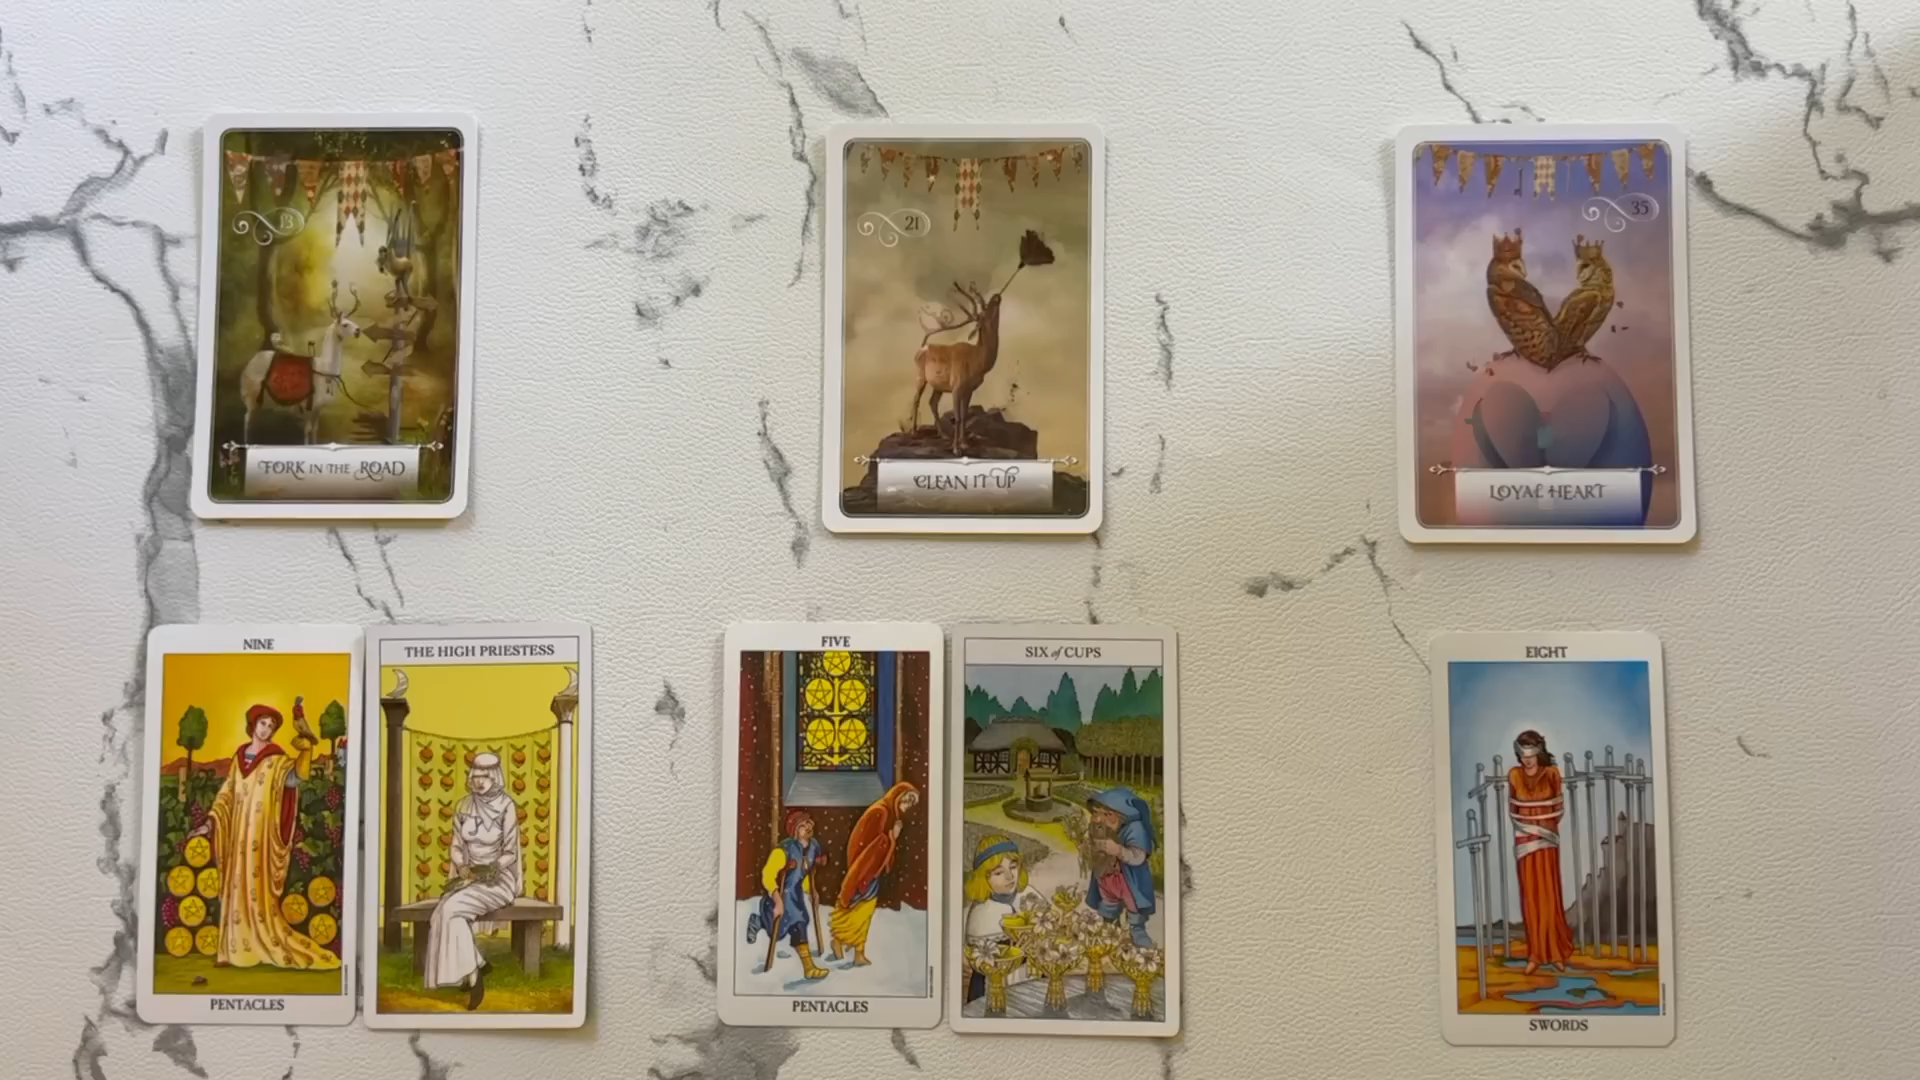 13
FORK IN THE ROAD
21
CLEAN IT UP
35
LOYAL HEART
NINE
PENTACLES
THE HIGH PRIESTESS
FIVE
PENTACLES
SIX of CUPS
EIGHT
SWORDS